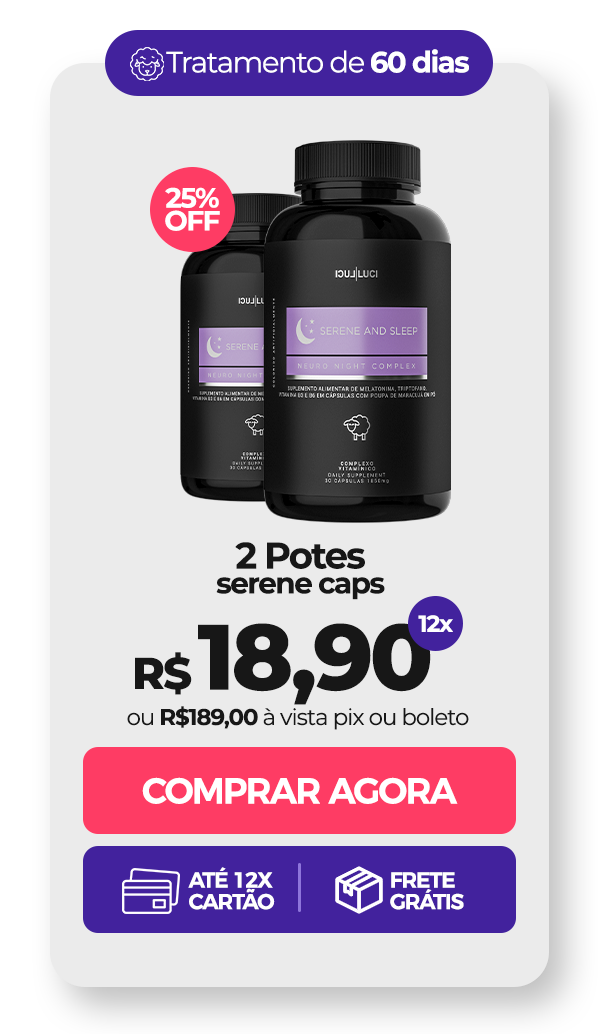 Tratamento de 60 dias
25%
OFF
IƆU⅃|LUCI
SERENE AND SLEEP
NEURO NIGHT COMPLEX
SUPLEMENTO ALIMENTAR DE MELATONINA, TRIPTOFANO,
VITAMINA B3 E B6 EM CÁPSULAS COM POUPA DE MARACUJÁ EM PÓ
COMPLEXO
VITAMÍNICO
DAILY SUPPLEMENT
30 CÁPSULAS 1850mg
2 Potes
serene caps
12x
R$ 18,90
ou R$189,00 à vista pix ou boleto
COMPRAR AGORA
ATÉ 12X
CARTÃO
FRETE
GRÁTIS